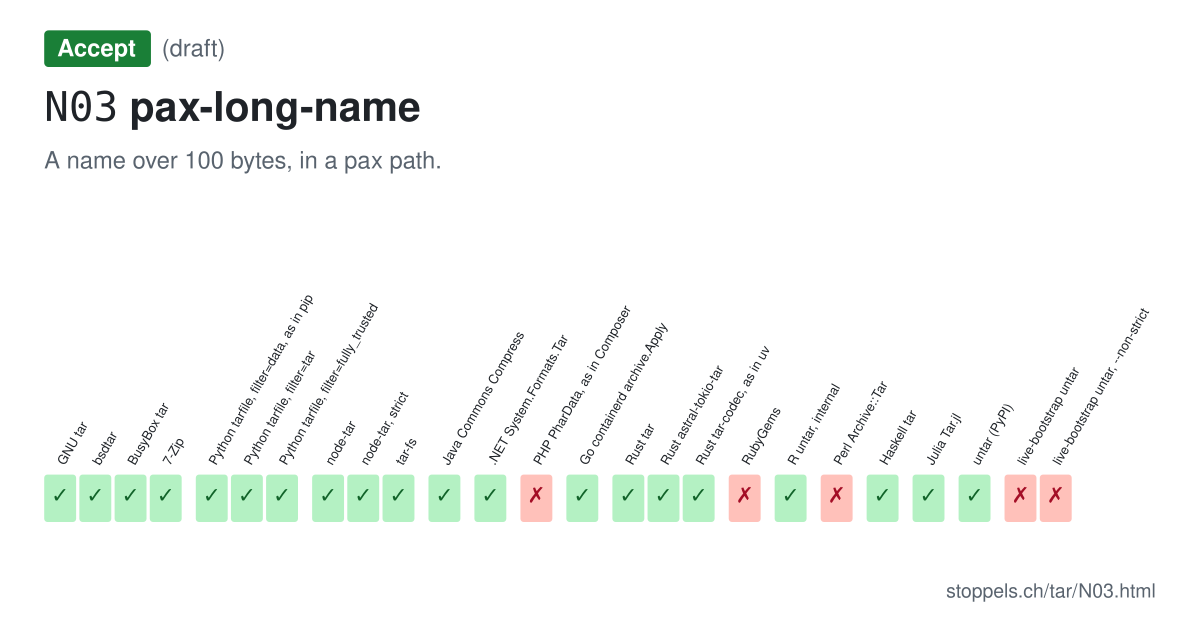 Accept (draft)
N03 pax-long-name
A name over 100 bytes, in a pax path.
GNU tar
bsdtar
BusyBox tar
7-Zip
Python tarfile, filter=data, as in pip
Python tarfile, filter=tar
Python tarfile, filter=fully_trusted
node-tar
node-tar, strict
tar-fs
Java Commons Compress
.NET System.Formats.Tar
PHP PharData, as in Composer
Go containerd archive.Apply
Rust tar
Rust astral-tokio-tar
Rust tar-codec, as in uv
RubyGems
R untar, internal
Perl Archive::Tar
Haskell tar
Julia Tar.jl
untar (PyPI)
live-bootstrap untar
live-bootstrap untar, --non-strict
✓ ✓ ✓ ✓ ✓ ✓ ✓ ✓ ✓ ✓ ✓ ✓ ✗ ✓ ✓ ✓ ✓ ✗ ✓ ✗ ✓ ✓ ✓ ✗ ✗
stoppels.ch/tar/N03.html